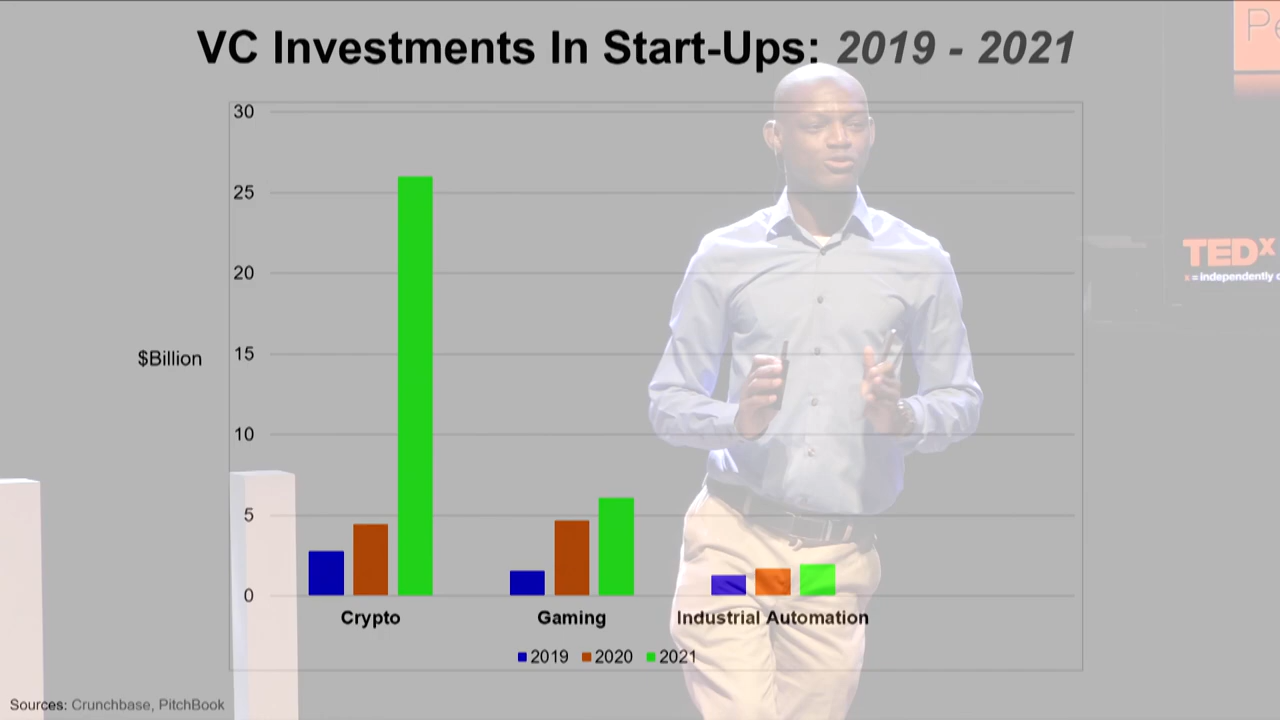 VC Investments In Start-Ups: 2019 - 2021
30
25
20
$Billion
15
10
5
0
Crypto
Gaming
Industrial Automation
2019
2020
2021
Sources: Crunchbase, PitchBook
TEDx
x = independently